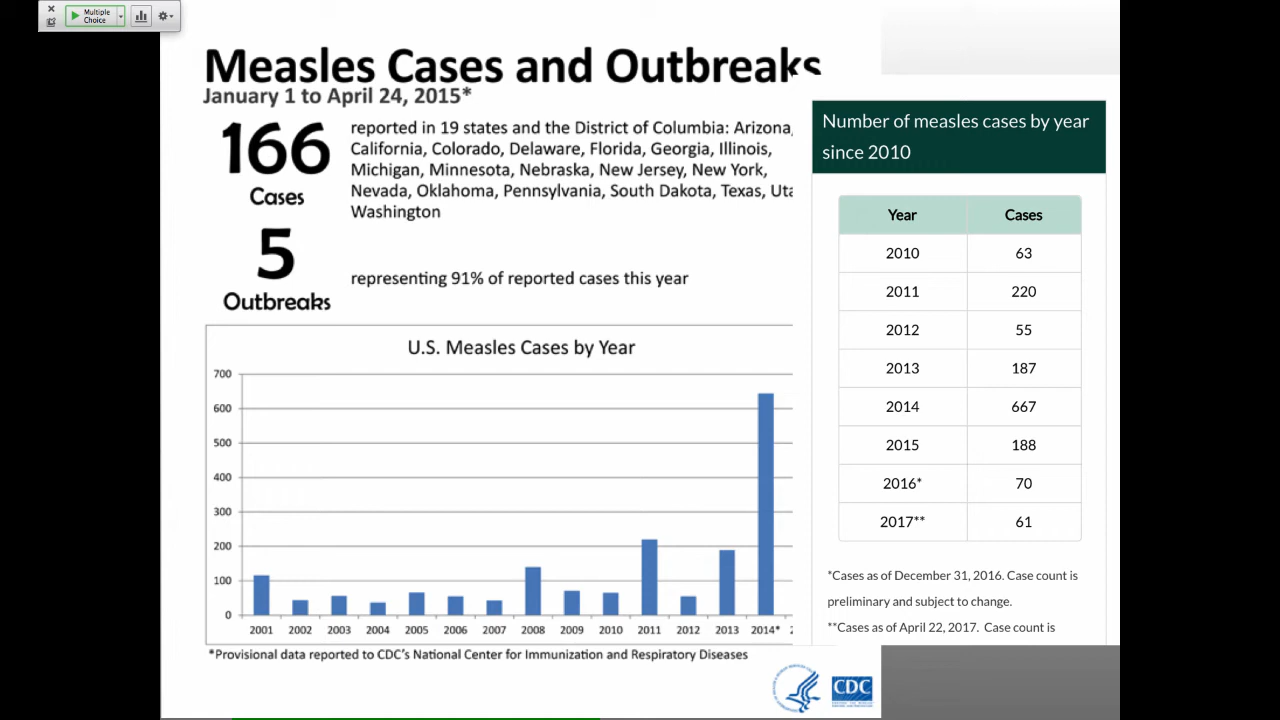 Multiple
Choice
Measles Cases and Outbreaks
January 1 to April 24, 2015*
166
Cases
reported in 19 states and the District of Columbia: Arizona,
California, Colorado, Delaware, Florida, Georgia, Illinois,
Michigan, Minnesota, Nebraska, New Jersey, New York,
Nevada, Oklahoma, Pennsylvania, South Dakota, Texas, Uta
Washington
5
Outbreaks
representing 91% of reported cases this year
U.S. Measles Cases by Year
700
600
500
400
300
200
100
0
2001 2002 2003 2004 2005 2006 2007 2008 2009 2010 2011 2012 2013 2014*
*Provisional data reported to CDC's National Center for Immunization and Respiratory Diseases
CDC
Number of measles cases by year
since 2010
Year Cases
2010 63
2011 220
2012 55
2013 187
2014 667
2015 188
2016* 70
2017** 61
*Cases as of December 31, 2016. Case count is
preliminary and subject to change.
**Cases as of April 22, 2017. Case count is